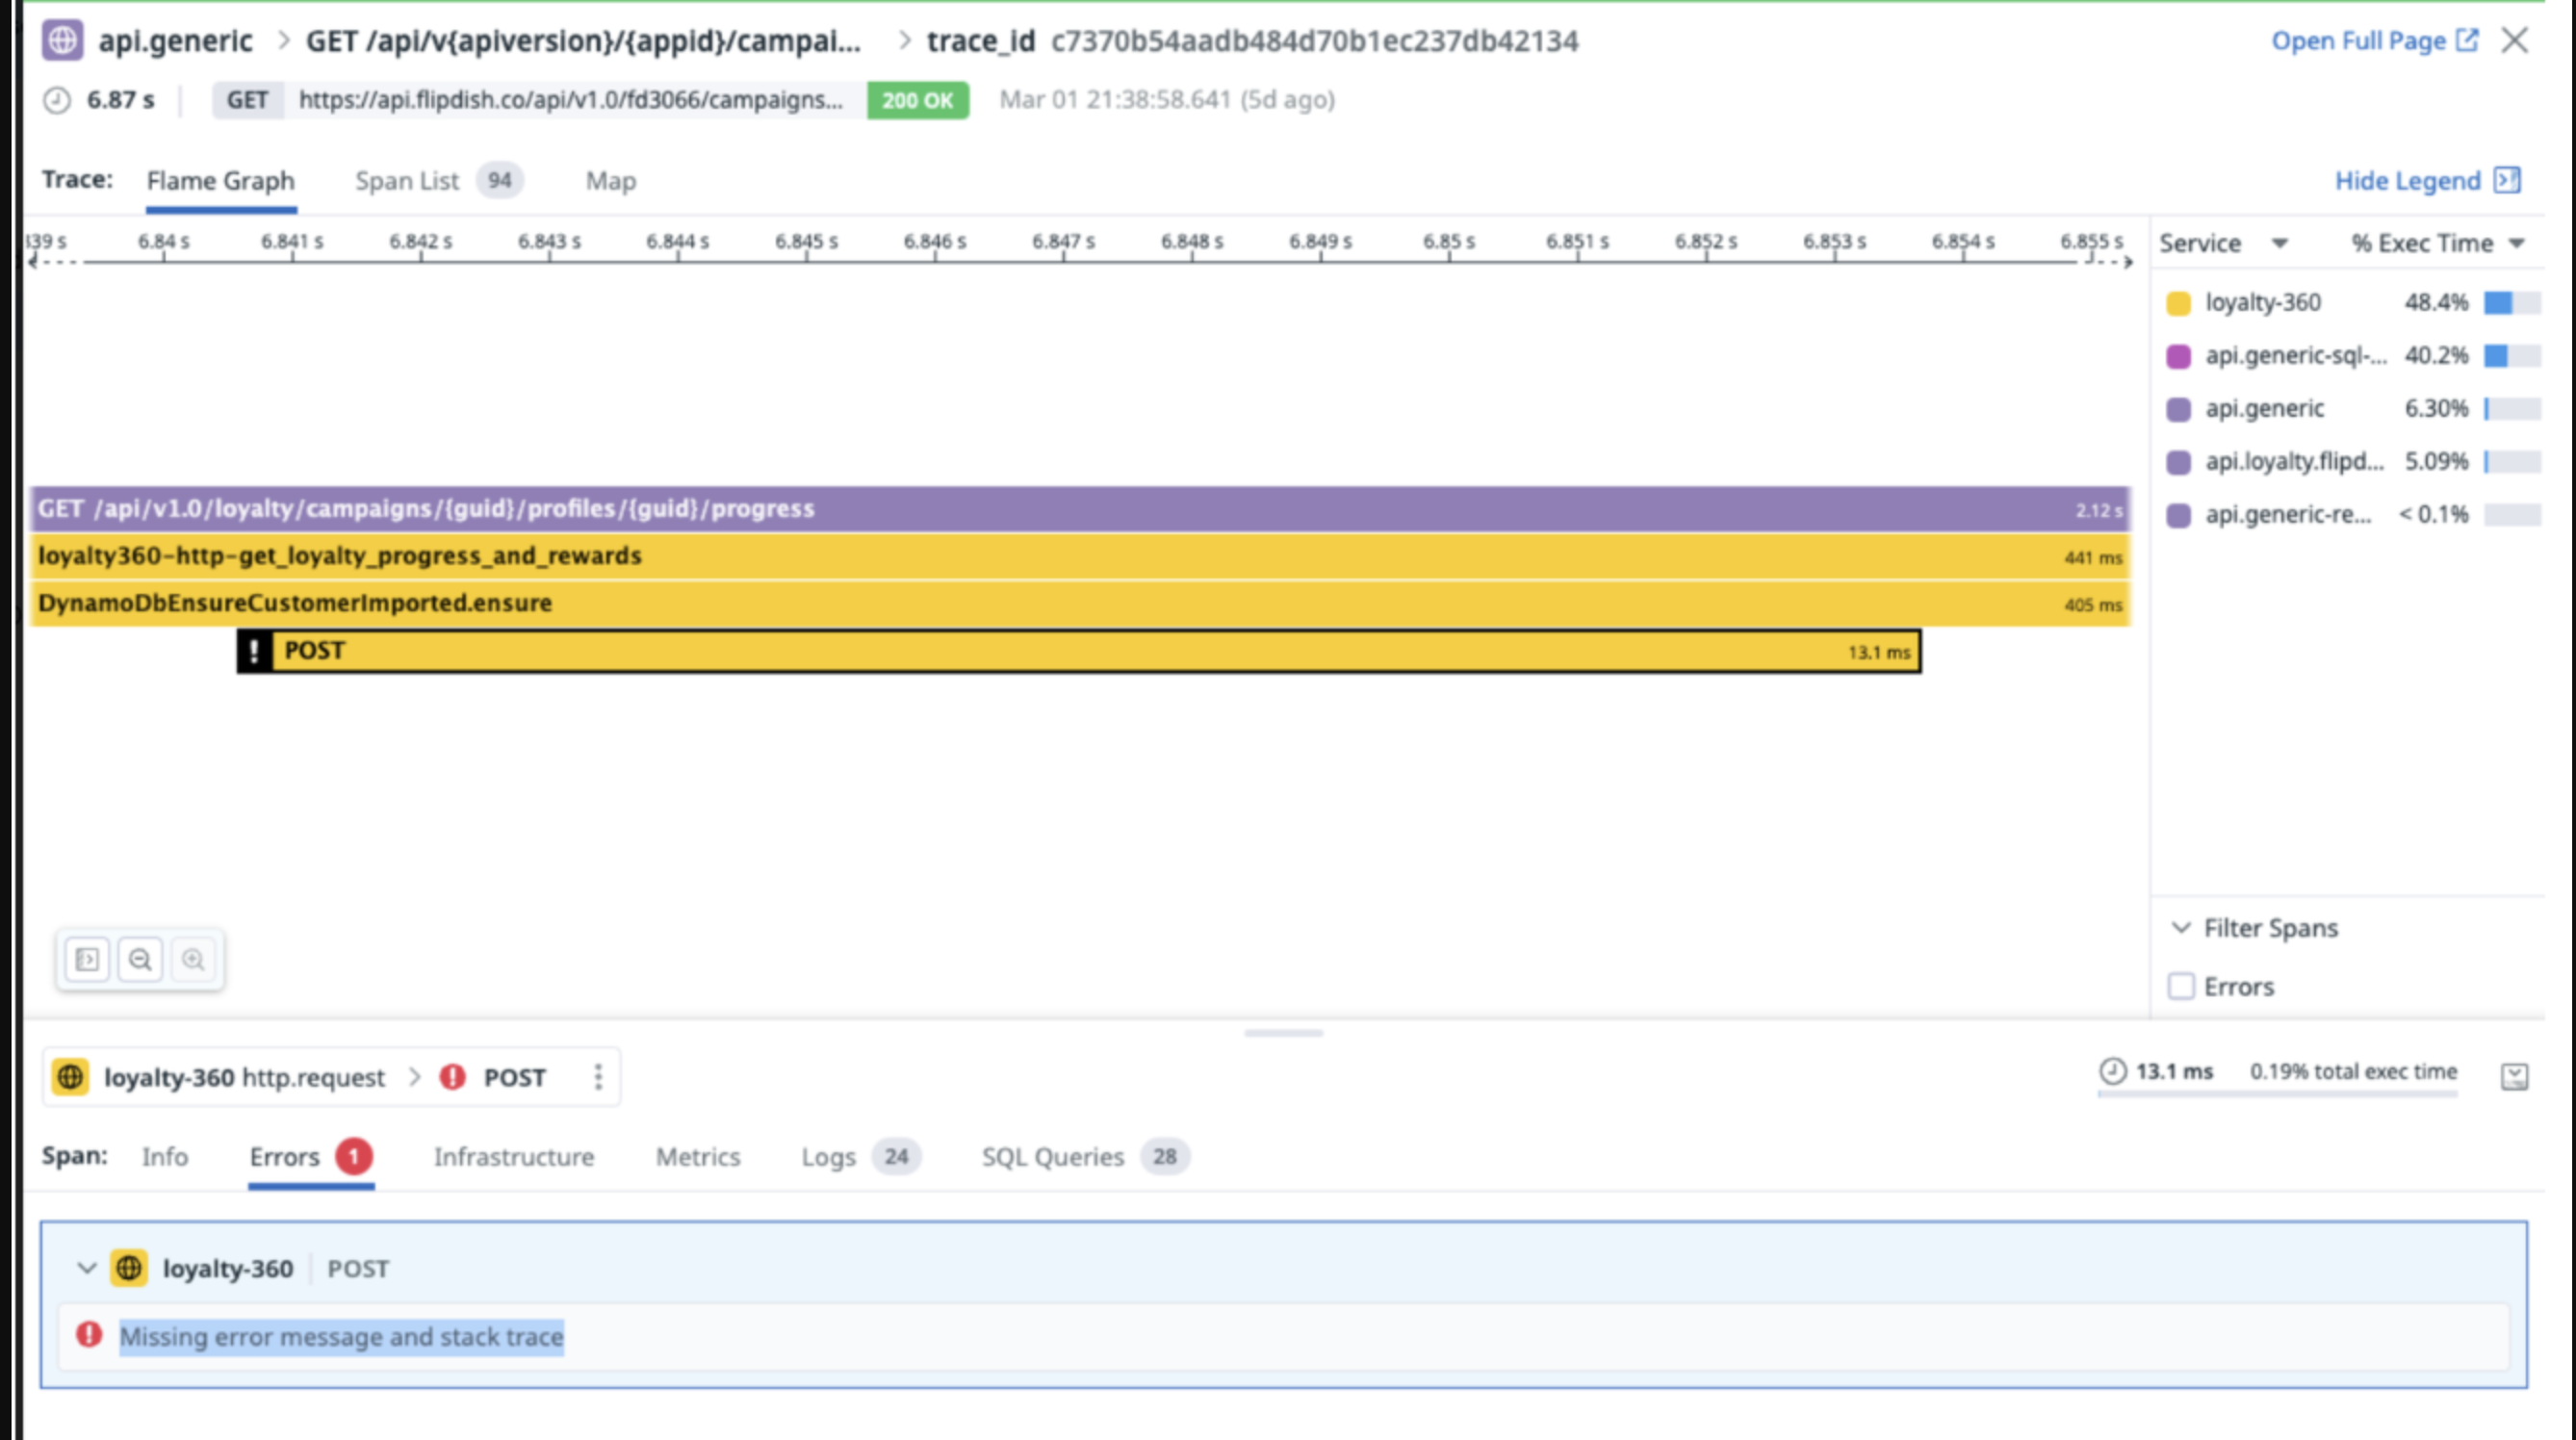 api.generic > GET /api/v{apiversion}/{appid}/campai... > trace_id c7370b54aadb484d70b1ec237db42134 Open Full Page
6.87 s GET https://api.flipdish.co/api/v1.0/fd3066/campaigns... 200 OK Mar 01 21:38:58.641 (5d ago)
Trace: Flame Graph Span List 94 Map Hide Legend
39 s 6.84 s 6.841 s 6.842 s 6.843 s 6.844 s 6.845 s 6.846 s 6.847 s 6.848 s 6.849 s 6.85 s 6.851 s 6.852 s 6.853 s 6.854 s 6.855 s
Service % Exec Time
loyalty-360 48.4%
api.generic-sql-... 40.2%
api.generic 6.30%
api.loyalty.flipd... 5.09%
api.generic-re... < 0.1%
GET /api/v1.0/loyalty/campaigns/{guid}/profiles/{guid}/progress 2.12 s
loyalty360-http-get_loyalty_progress_and_rewards 441 ms
DynamoDbEnsureCustomerImported.ensure 405 ms
! POST 13.1 ms
Filter Spans
Errors
loyalty-360 http.request > POST 13.1 ms 0.19% total exec time
Span: Info Errors 1 Infrastructure Metrics Logs 24 SQL Queries 28
loyalty-360 POST
Missing error message and stack trace